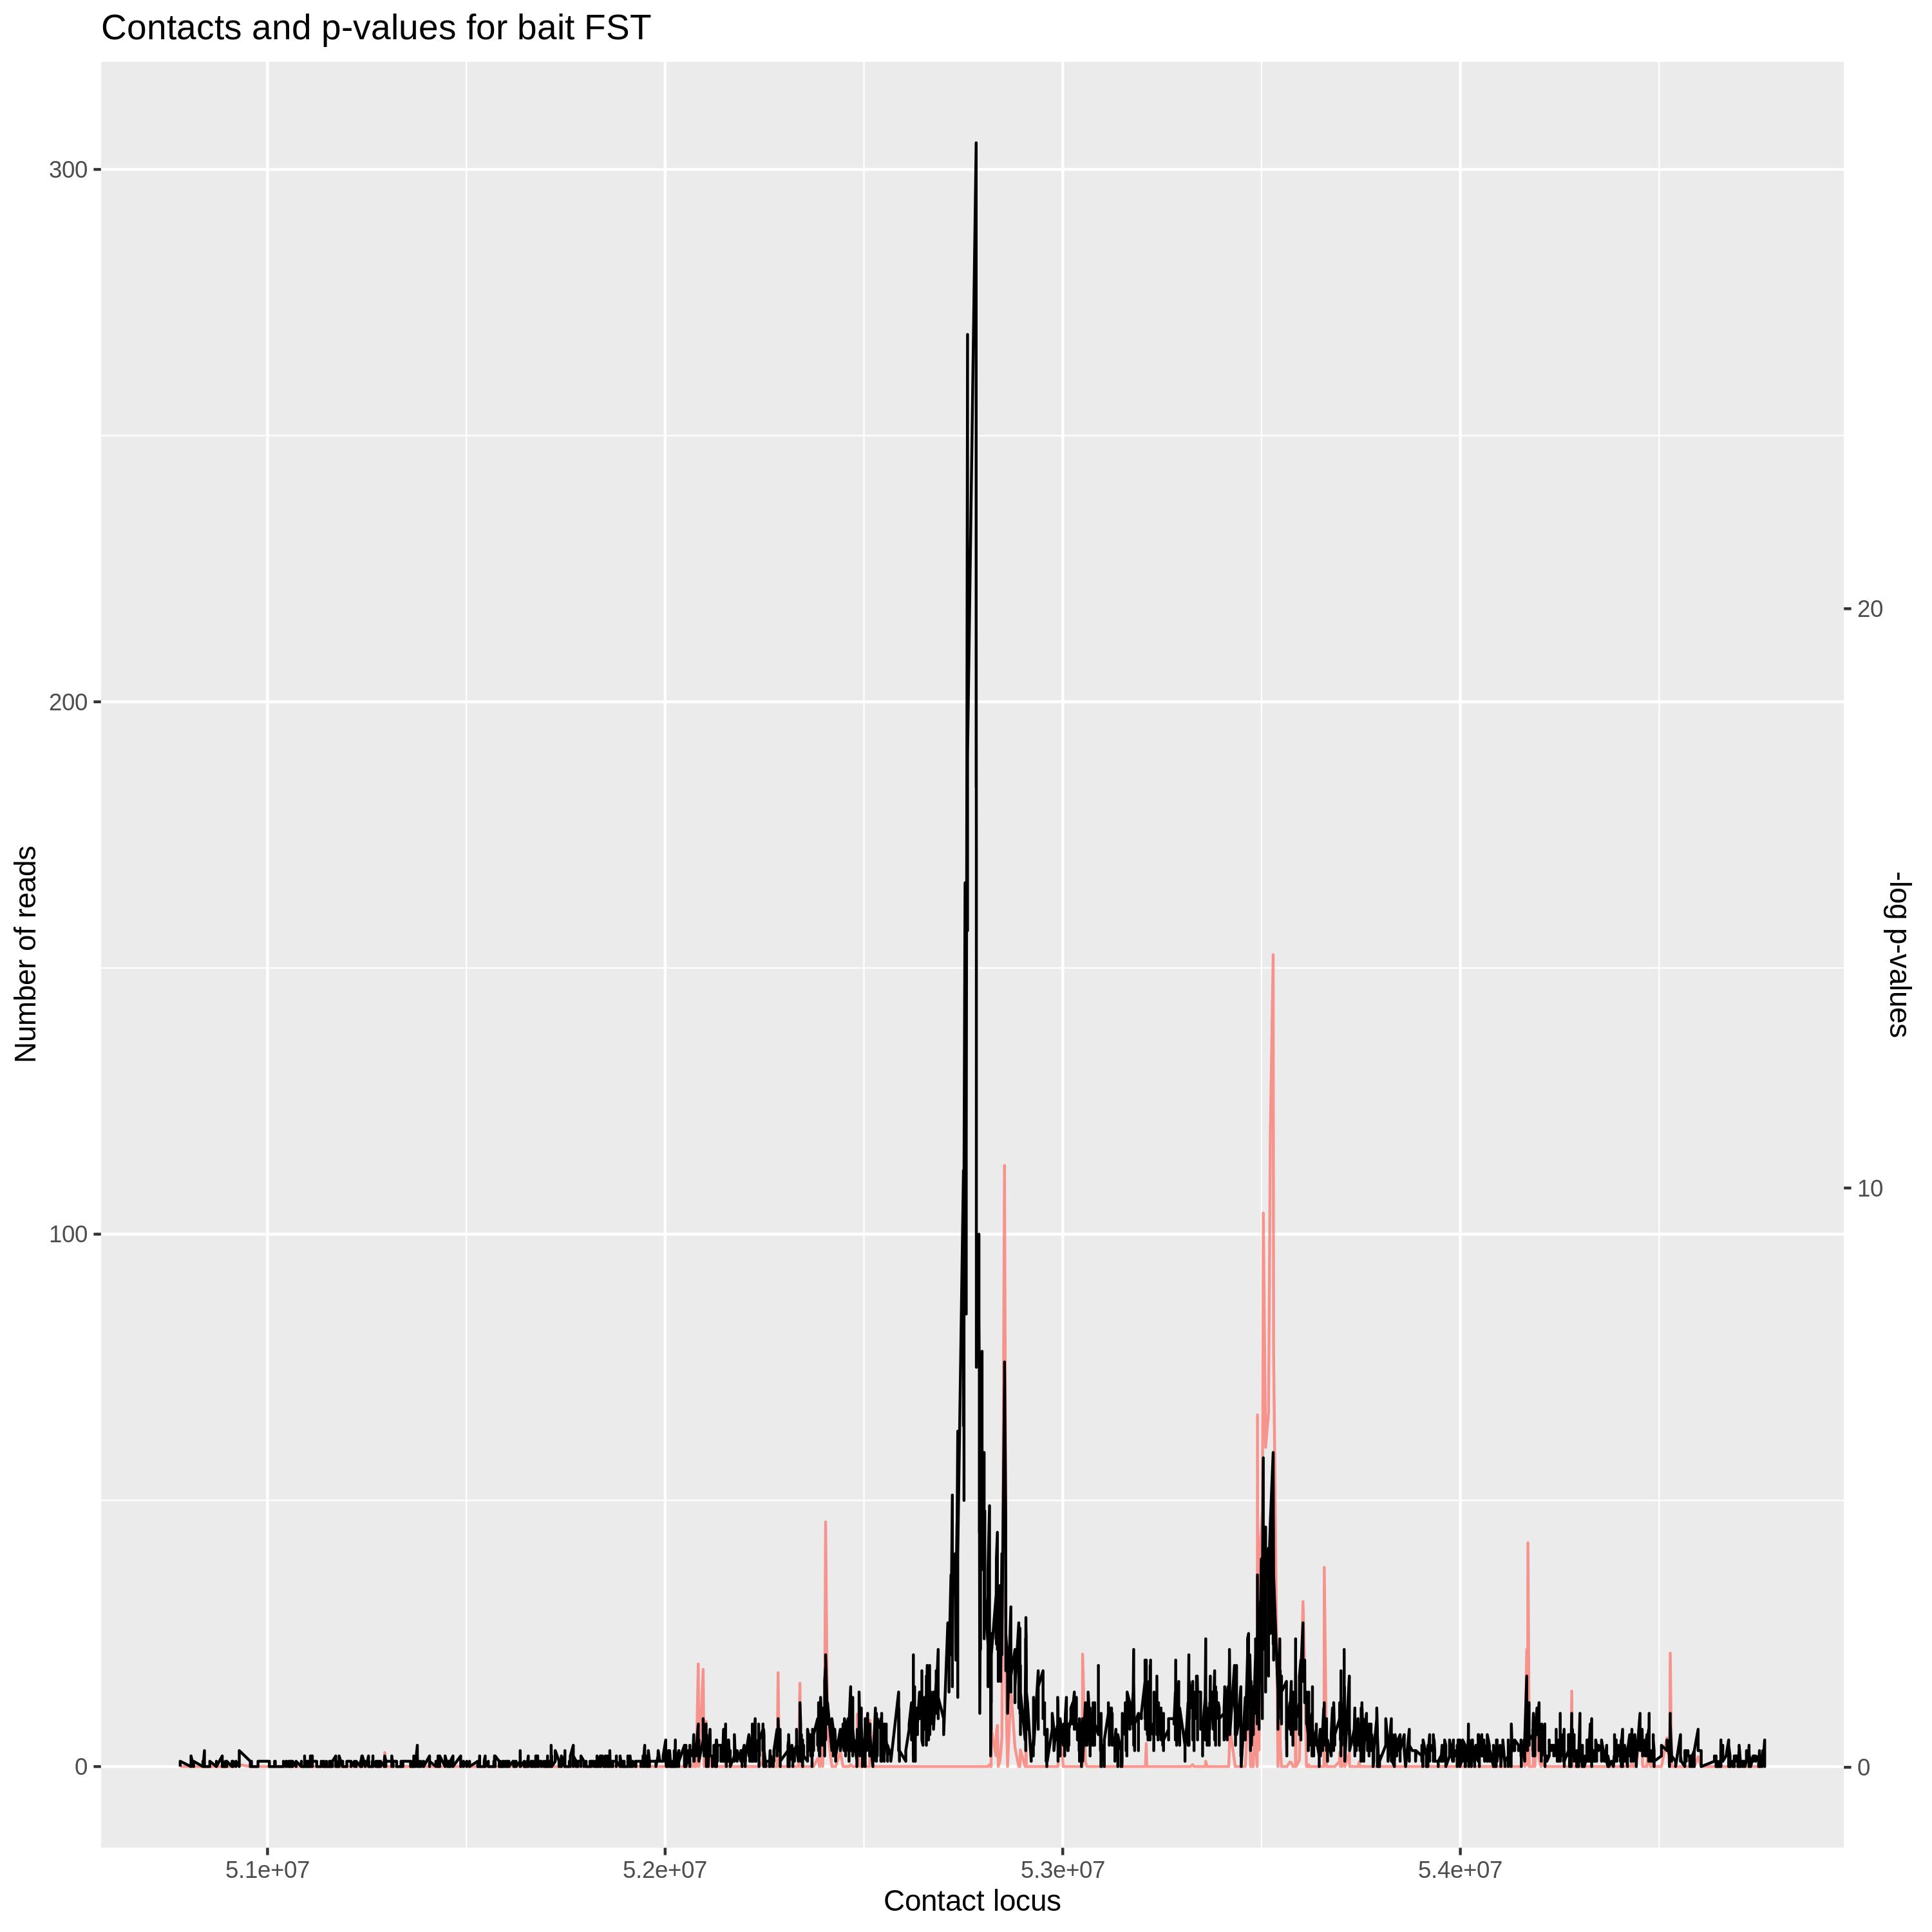 Contacts and p-values for bait FST
300
200
100
0
Number of reads
20
10
0
-log p-values
5.1e+07
5.2e+07
5.3e+07
5.4e+07
Contact locus